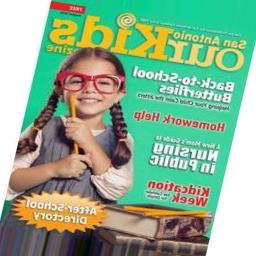 FREE
San Antonio
OurKids
magazine
Back-to-School
Butterflies
Helping Your Child Calm the Jitters
Homework Help
A New Mom's Guide to
Nursing
in Public
Kidcation
Week
After-School
Directory